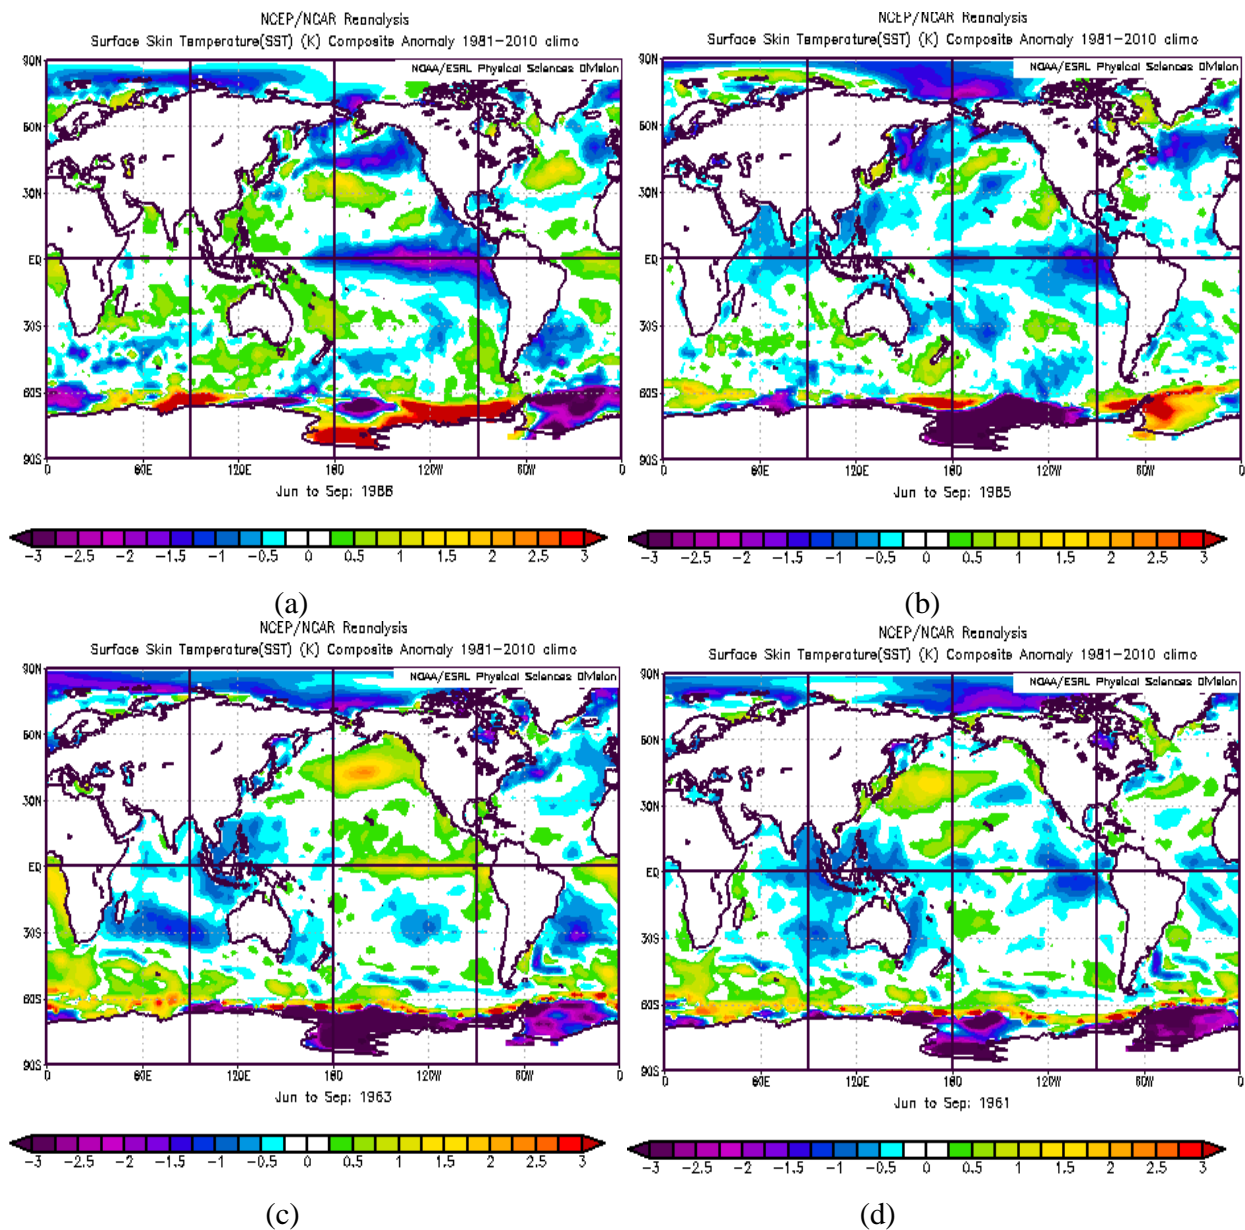 NCEP/NCAR Reanalysis
Surface Skin Temperature(SST) (K) Composite Anomaly 1981-2010 climo
NOAA/ESRL Physical Sciences Division
90N
60N
30N
EQ
30S
60S
90S
0 60E 120E 180 120W 60W 0
Jun to Sep: 1988
-3 -2.5 -2 -1.5 -1 -0.5 0 0.5 1 1.5 2 2.5 3
(a)
NCEP/NCAR Reanalysis
Surface Skin Temperature(SST) (K) Composite Anomaly 1981-2010 climo
NOAA/ESRL Physical Sciences Division
90N
60N
30N
EQ
30S
60S
90S
0 60E 120E 180 120W 60W 0
Jun to Sep: 1985
-3 -2.5 -2 -1.5 -1 -0.5 0 0.5 1 1.5 2 2.5 3
(b)
NCEP/NCAR Reanalysis
Surface Skin Temperature(SST) (K) Composite Anomaly 1981-2010 climo
NOAA/ESRL Physical Sciences Division
90N
60N
30N
EQ
30S
60S
90S
0 60E 120E 180 120W 60W 0
Jun to Sep: 1963
-3 -2.5 -2 -1.5 -1 -0.5 0 0.5 1 1.5 2 2.5 3
(c)
NCEP/NCAR Reanalysis
Surface Skin Temperature(SST) (K) Composite Anomaly 1981-2010 climo
NOAA/ESRL Physical Sciences Division
90N
60N
30N
EQ
30S
60S
90S
0 60E 120E 180 120W 60W 0
Jun to Sep: 1961
-3 -2.5 -2 -1.5 -1 -0.5 0 0.5 1 1.5 2 2.5 3
(d)